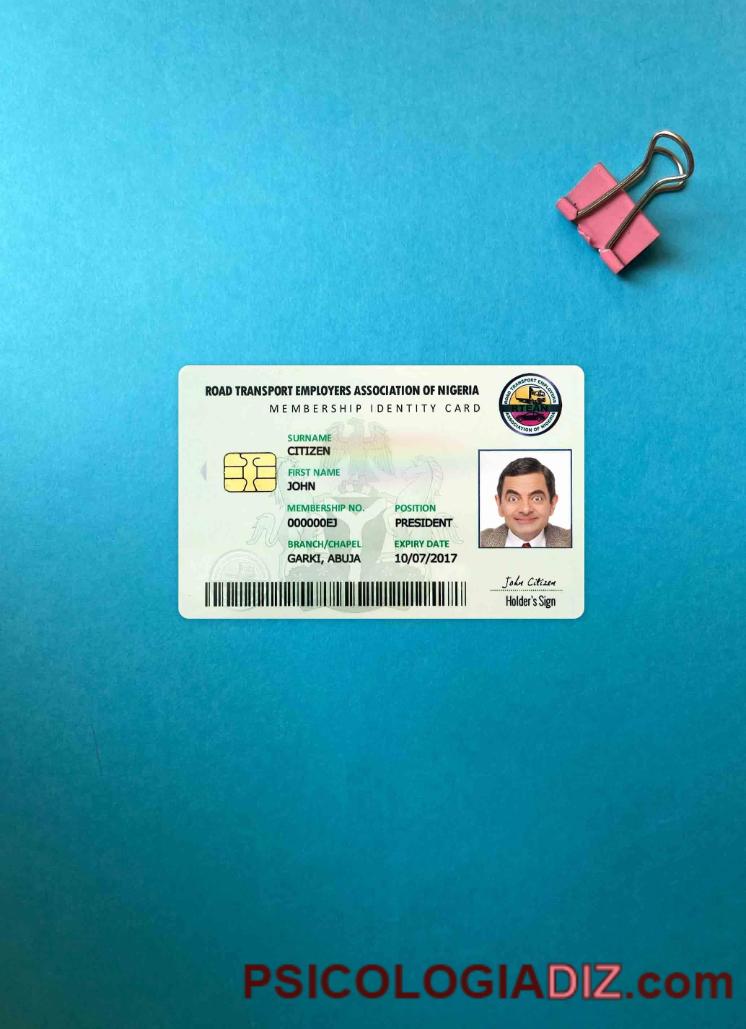 ROAD TRANSPORT EMPLOYERS ASSOCIATION OF NIGERIA
MEMBERSHIP IDENTITY CARD
ROAD TRANSPORT EMPLOYERS
RTEAN
ASSOCIATION OF NIGERIA
SURNAME
CITIZEN
FIRST NAME
JOHN
MEMBERSHIP NO. POSITION
000000EJ PRESIDENT
BRANCH/CHAPEL EXPIRY DATE
GARKI, ABUJA 10/07/2017
John Citizen
Holder's Sign
PSICOLOGIADIZ.com